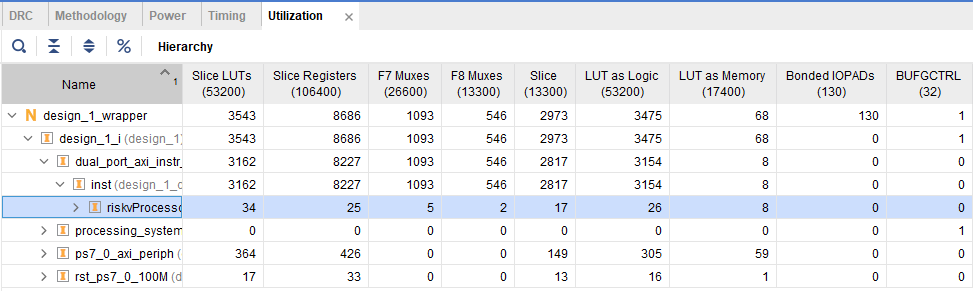 DRC Methodology Power Timing Utilization ×
% Hierarchy
Name 1 Slice LUTs (53200) Slice Registers (106400) F7 Muxes (26600) F8 Muxes (13300) Slice (13300) LUT as Logic (53200) LUT as Memory (17400) Bonded IOPADs (130) BUFGCTRL (32)
N design_1_wrapper 3543 8686 1093 546 2973 3475 68 130 1
I design_1_i (design_1) 3543 8686 1093 546 2973 3475 68 0 1
I dual_port_axi_instr_ 3162 8227 1093 546 2817 3154 8 0 0
I inst (design_1_d 3162 8227 1093 546 2817 3154 8 0 0
I riskvProcesso 34 25 5 2 17 26 8 0 0
I processing_system 0 0 0 0 0 0 0 0 1
I ps7_0_axi_periph (d 364 426 0 0 149 305 59 0 0
I rst_ps7_0_100M (d 17 33 0 0 13 16 1 0 0